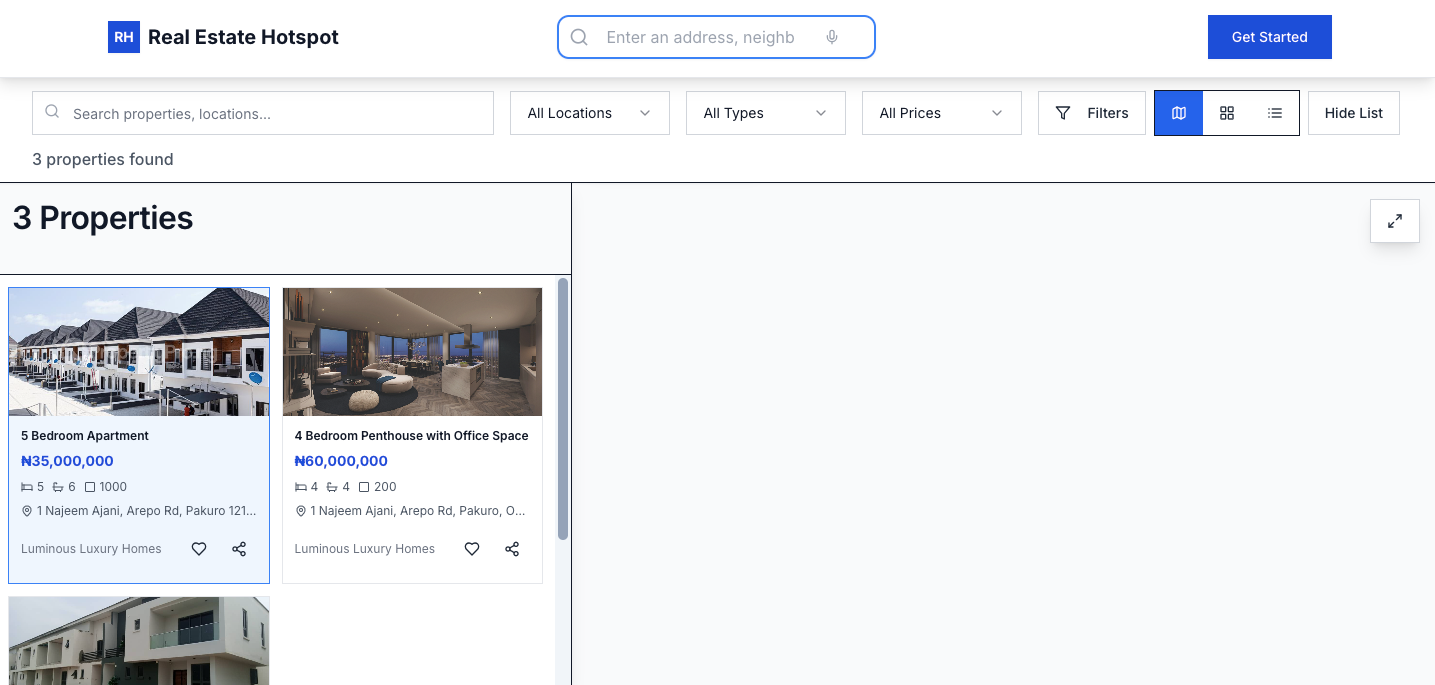 RH Real Estate Hotspot
Enter an address, neighb
Get Started
Search properties, locations...
All Locations
All Types
All Prices
Filters
Hide List
3 properties found
3 Properties
5 Bedroom Apartment
₦35,000,000
5 6 1000
1 Najeem Ajani, Arepo Rd, Pakuro 121...
Luminous Luxury Homes
4 Bedroom Penthouse with Office Space
₦60,000,000
4 4 200
1 Najeem Ajani, Arepo Rd, Pakuro, O...
Luminous Luxury Homes